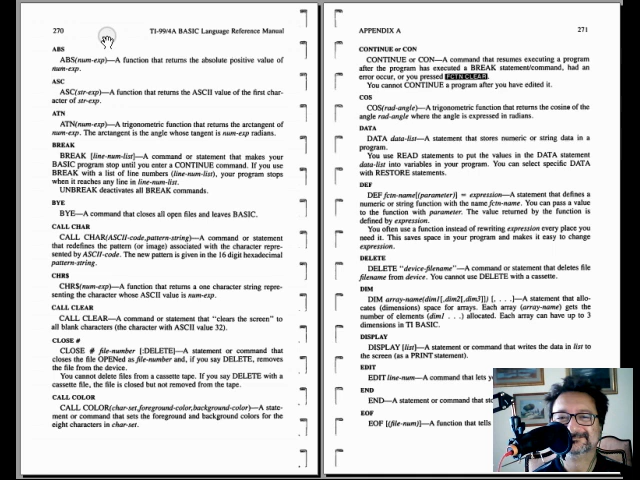 270
TI-99/4A BASIC Language Reference Manual
ABS
ABS(num-exp)—A function that returns the absolute positive value of
num-exp.
ASC
ASC(str-exp)—A function that returns the ASCII value of the first char-
acter of str-exp.
ATN
ATN(num-exp)—A trigonometric function that returns the arctangent of
num-exp. The arctangent is the angle whose tangent is num-exp radians.
BREAK
BREAK [line-num-list]—A command or statement that makes your
BASIC program stop until you enter a CONTINUE command. If you use
BREAK with a list of line numbers (line-num-list), your program stops
when it reaches any line in line-num-list.
UNBREAK deactivates all BREAK commands.
BYE
BYE—A command that closes all open files and leaves BASIC.
CALL CHAR
CALL CHAR(ASCII-code,pattern-string)—A command or statement
that redefines the pattern (or image) associated with the character repre-
sented by ASCII-code. The new pattern is given in the 16 digit hexadecimal
pattern-string.
CHR$
CHR$(num-exp)—A function that returns a one character string repre-
senting the character whose ASCII value is num-exp.
CALL CLEAR
CALL CLEAR—A command or statement that "clears the screen" to
all blank characters (the character with ASCII value 32).
CLOSE #
CLOSE # file-number [:DELETE]—A statement or command that
closes the file OPENed as file-number and, if you say DELETE, removes
the file from the device.
You cannot delete files from a cassette tape. If you say DELETE with a
cassette file, the file is closed but not removed from the tape.
CALL COLOR
CALL COLOR(char-set,foreground-color,background-color)—A state-
ment or command that sets the foreground and background colors for the
eight characters in char-set.
APPENDIX A
271
CONTINUE or CON
CONTINUE or CON—A command that resumes executing a program
after the program has executed a BREAK statement/command, had an
error occur, or you pressed FCTN CLEAR.
You cannot CONTINUE a program after you have edited it.
COS
COS(rad-angle)—A trigonometric function that returns the cosine of the
angle rad-angle where the angle is expressed in radians.
DATA
DATA data-list—A statement that stores numeric or string data in a
program.
You use READ statements to put the values in the DATA statement
data-list into variables in your program. You can select specific DATA
with RESTORE statements.
DEF
DEF fctn-name[(parameter)] = expression—A statement that defines a
numeric or string function with the name fctn-name. You can pass a value
to the function with parameter. The value returned by the function is
defined by expression.
You often use a function instead of rewriting expression every place you
need it. This saves space in your program and makes it easy to change
expression.
DELETE
DELETE "device-filename"—A command or statement that deletes file
filename from device. You cannot use DELETE with a cassette.
DIM
DIM array-name(dim1[,dim2[,dim3]]) [, . . .]—A statement that allo-
cates (dimensions) space for arrays. Each array (array-name) gets the
number of elements (dim1 . . .) allocated. Each array can have up to 3
dimensions in TI BASIC.
DISPLAY
DISPLAY [list]—A statement or command that writes the data in list to
the screen (as a PRINT statement).
EDIT
EDIT line-num—A command that lets yo
END
END—A statement or command that sto
EOF
EOF [(file-num)]—A function that tells